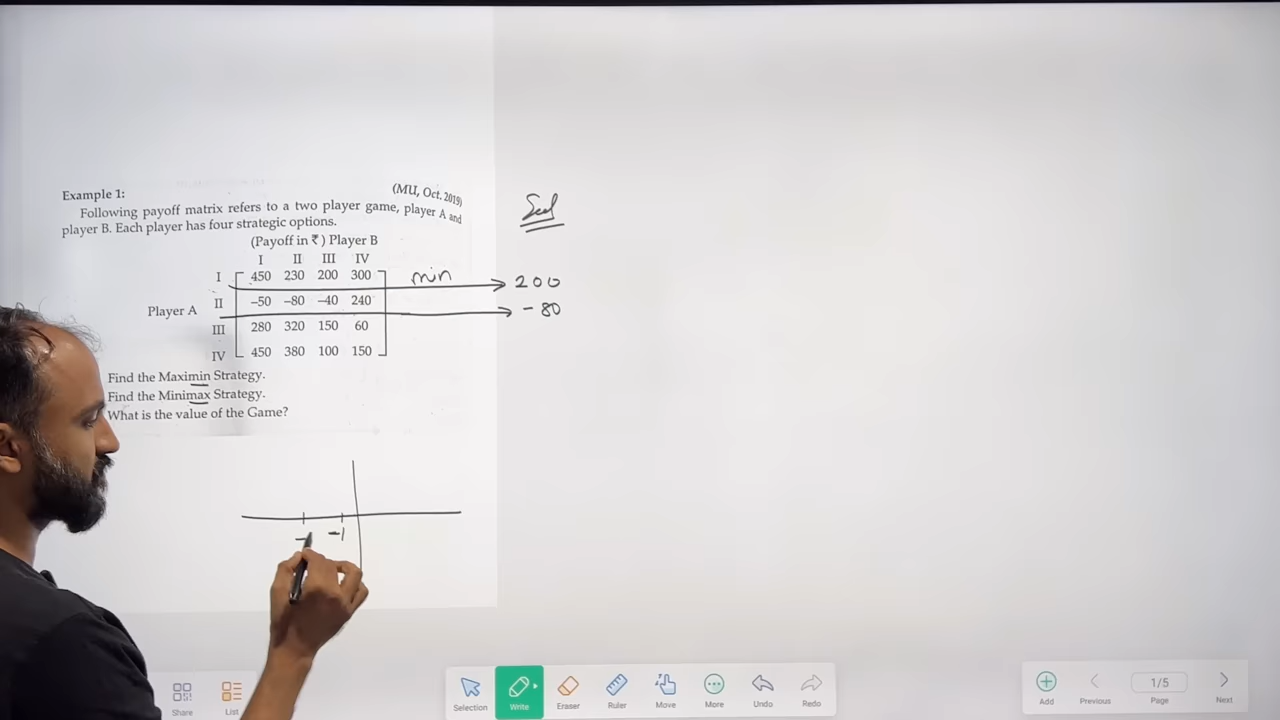 Example 1:
(MU, Oct. 2019)
Following payoff matrix refers to a two player game, player A and
player B. Each player has four strategic options.
(Payoff in ₹) Player B
I II III IV
I 450 230 200 300 min 200
II -50 -80 -40 240 - 80
Player A
III 280 320 150 60
IV 450 380 100 150
Find the Maximin Strategy.
Find the Minimax Strategy.
What is the value of the Game?
Sol
-1
Share
List
Selection
Write
Eraser
Ruler
Move
More
Undo
Redo
Add
Previous
1/5
Page
Next